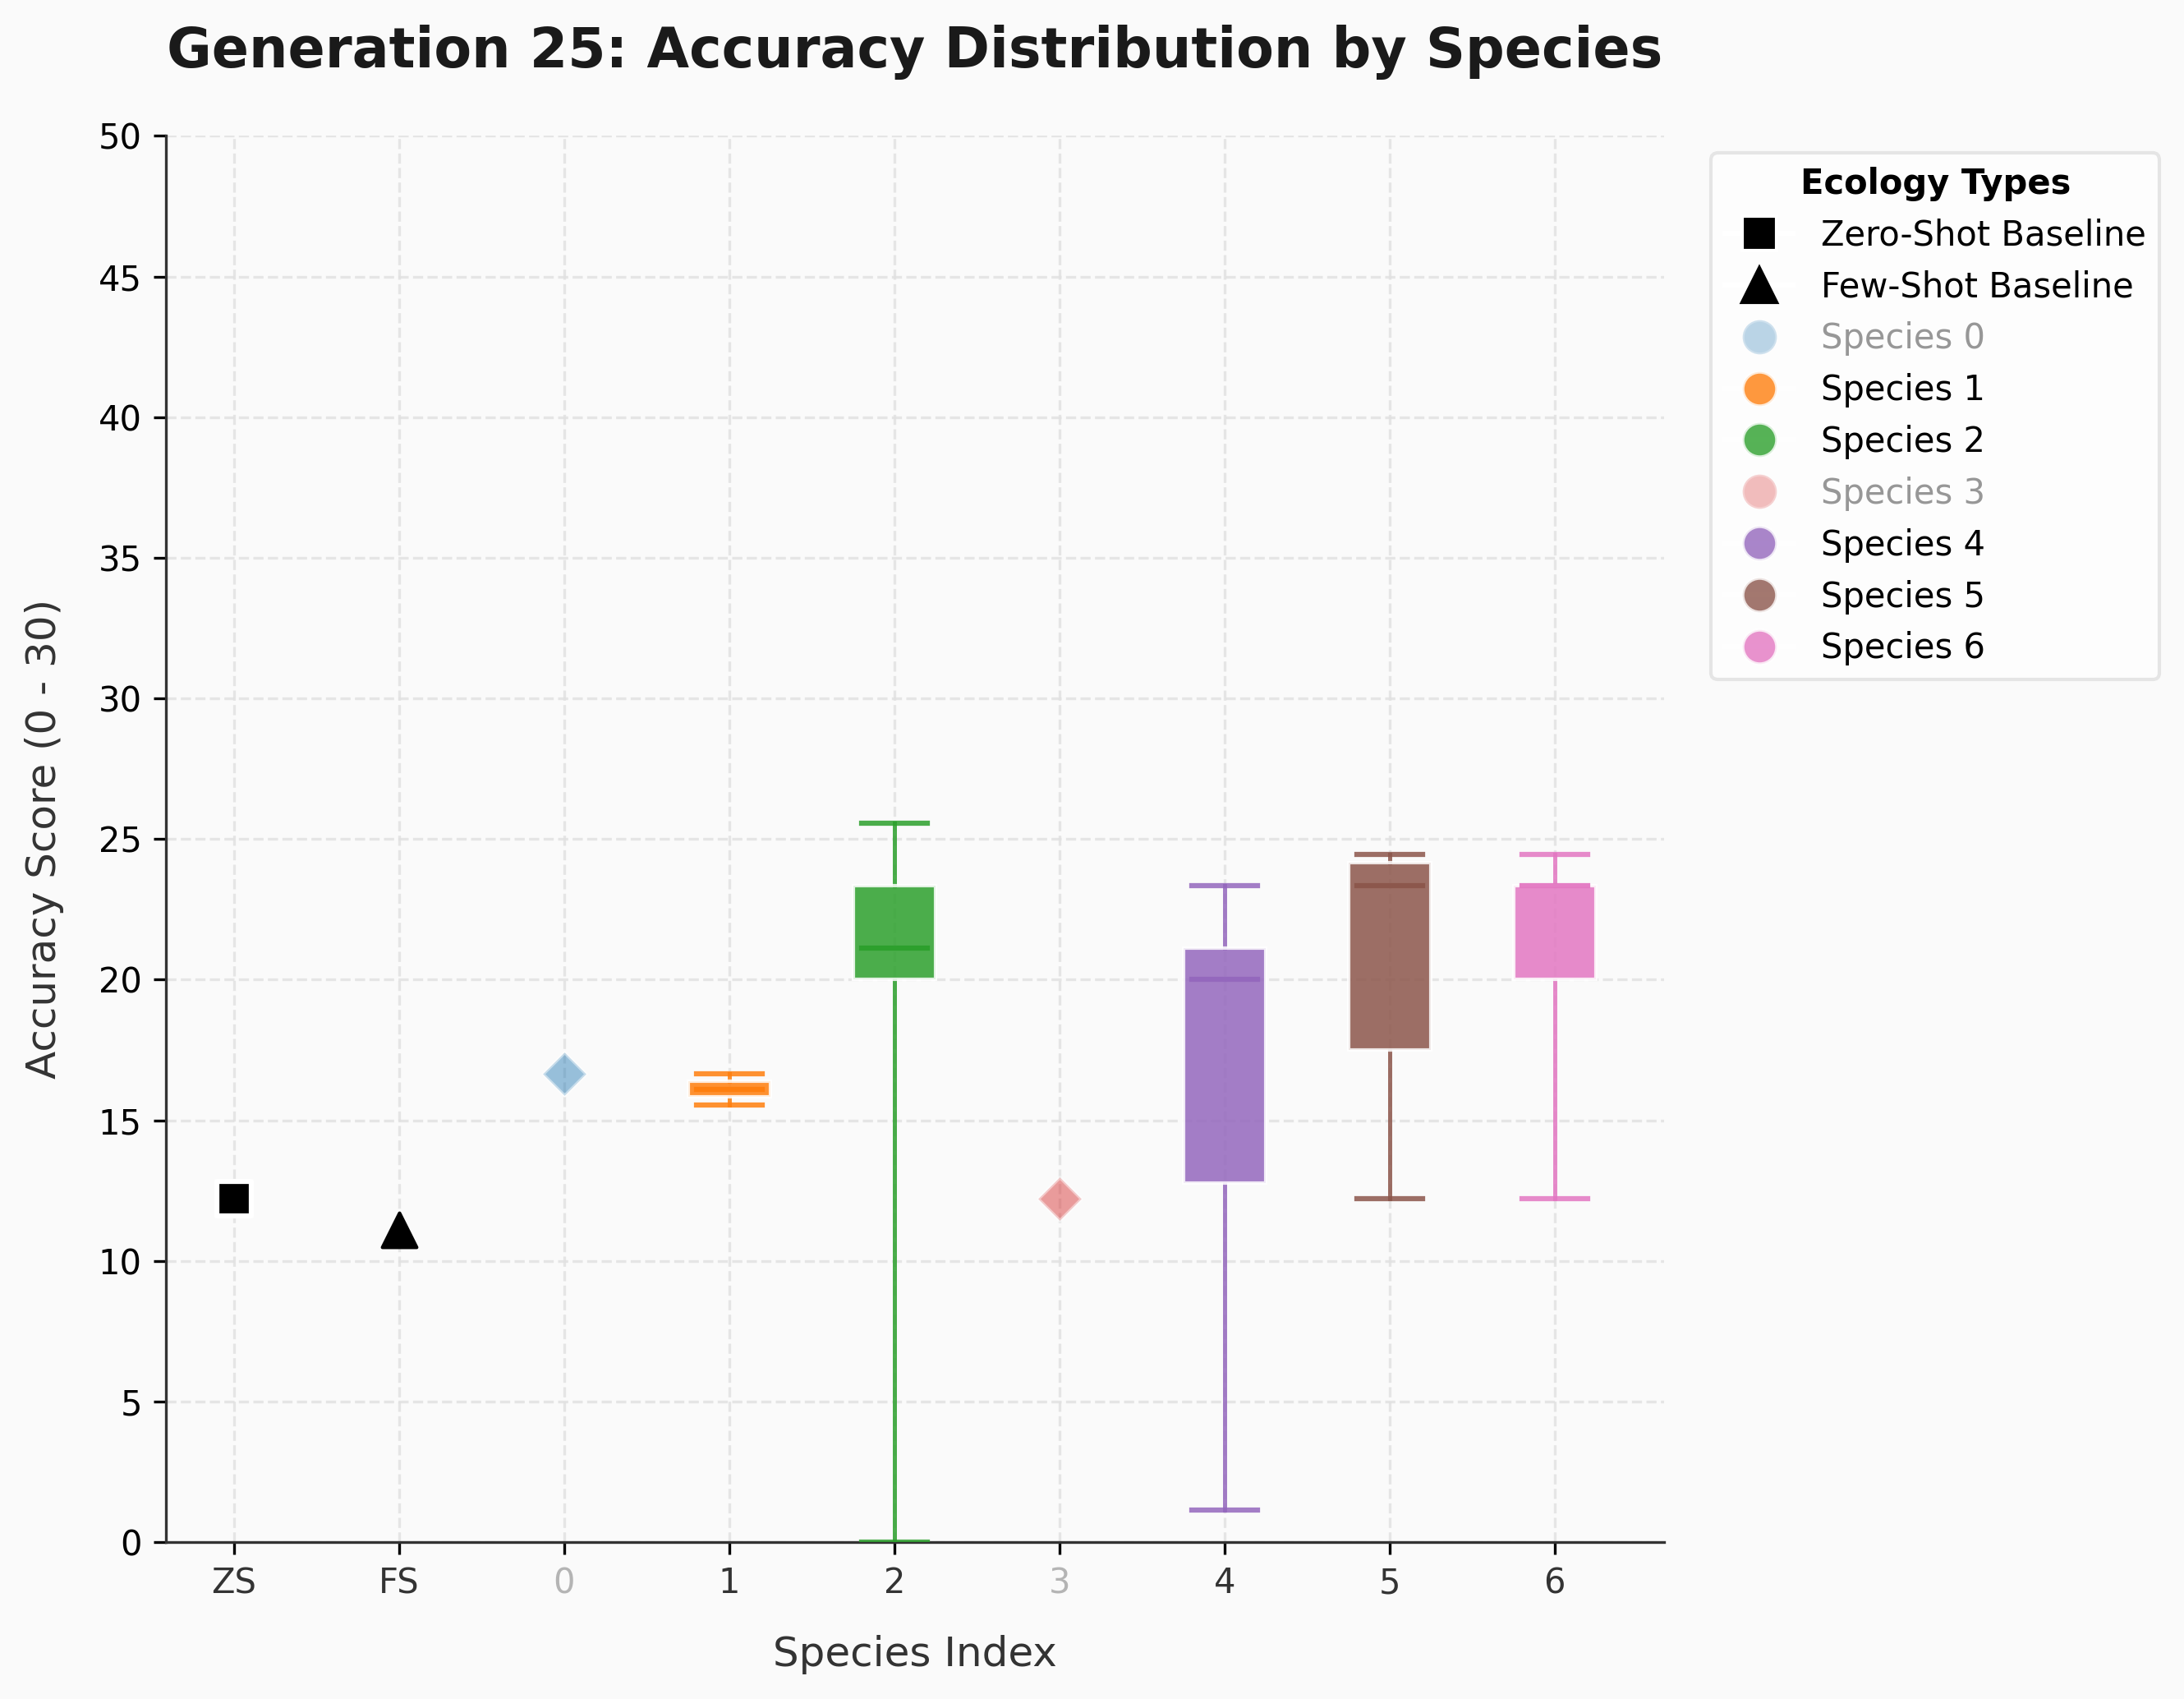 Generation 25: Accuracy Distribution by Species
50
45
40
35
30
25
20
15
10
5
0
Accuracy Score (0 - 30)
ZS
FS
0
1
2
3
4
5
6
Species Index
Ecology Types
Zero-Shot Baseline
Few-Shot Baseline
Species 0
Species 1
Species 2
Species 3
Species 4
Species 5
Species 6